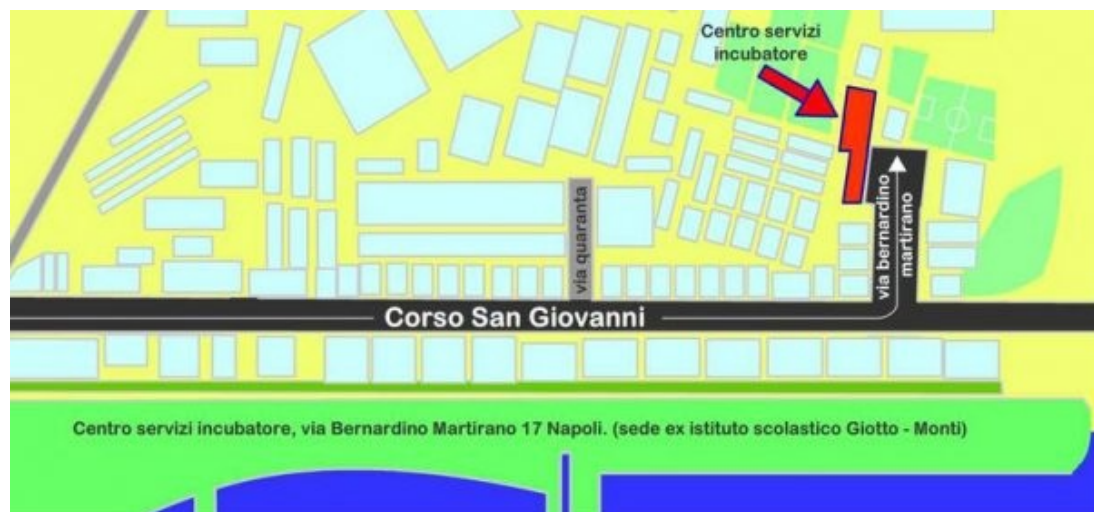 Centro servizi
incubatore
via quaranta
via bernardino
martirano
Corso San Giovanni
Centro servizi incubatore, via Bernardino Martirano 17 Napoli. (sede ex istituto scolastico Giotto - Monti)